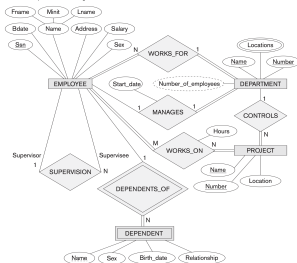 Fname Minit Lname
Bdate Name Address Salary
Ssn Sex
N WORKS_FOR 1
Locations
Name Number
EMPLOYEE Start_date Number_of_employees DEPARTMENT
1 MANAGES 1
1
CONTROLS
Hours
M WORKS_ON N
N
PROJECT
Supervisor Supervisee
1 SUPERVISION N
1
Name
Number Location
DEPENDENTS_OF
N
DEPENDENT
Name Sex Birth_date Relationship